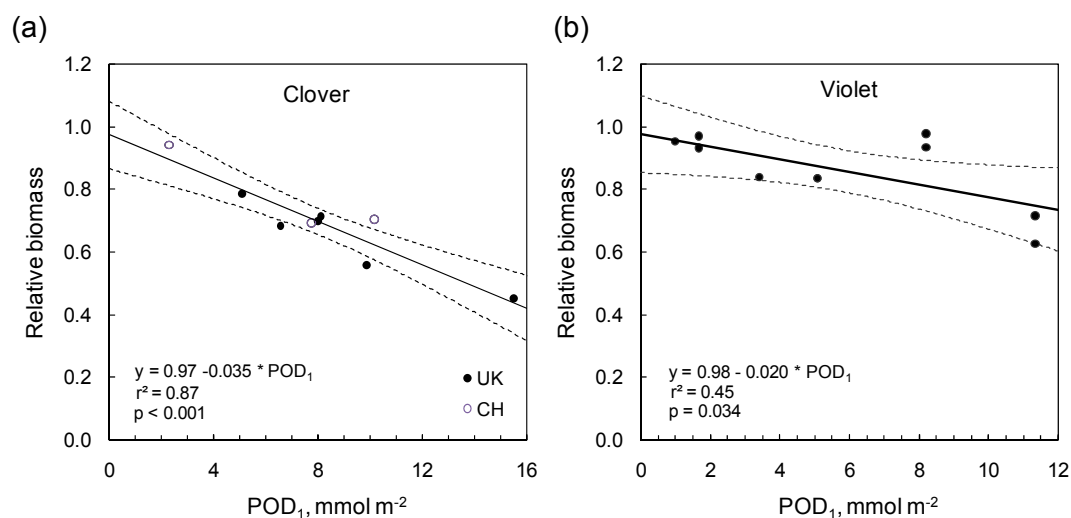 (a)
Clover
Relative biomass
1.2
1.0
0.8
0.6
0.4
0.2
0.0
y = 0.97 -0.035 * POD₁
r² = 0.87
p < 0.001
UK
CH
0 4 8 12 16
POD₁, mmol m⁻²
(b)
Violet
Relative biomass
1.2
1.0
0.8
0.6
0.4
0.2
0.0
y = 0.98 - 0.020 * POD₁
r² = 0.45
p = 0.034
0 2 4 6 8 10 12
POD₁, mmol m⁻²